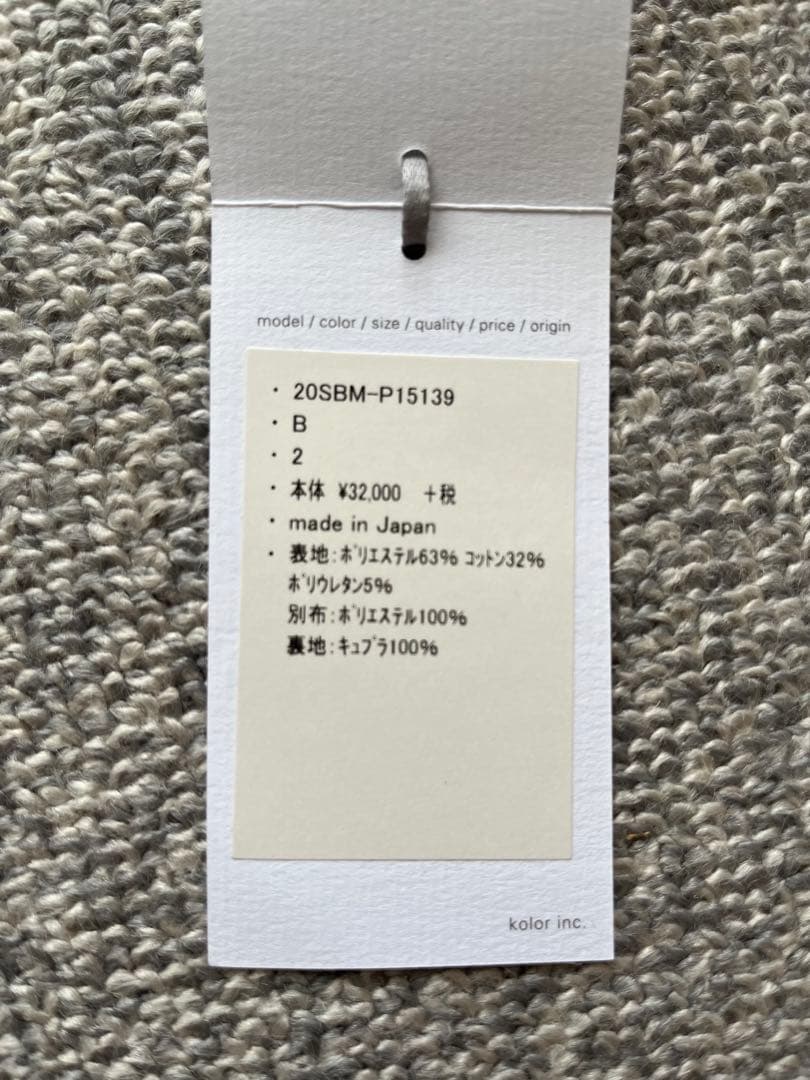 model / color / size / quality / price / origin
・ 20SBM-P15139
・ B
・ 2
・ 本体 ¥32,000 +税
・ made in Japan
・ 表地:ﾎﾟﾘｴｽﾃﾙ63% ｺｯﾄﾝ32%
ﾎﾟﾘｳﾚﾀﾝ5%
別布:ﾎﾟﾘｴｽﾃﾙ100%
裏地:ｷｭﾌﾟﾗ100%
kolor inc.